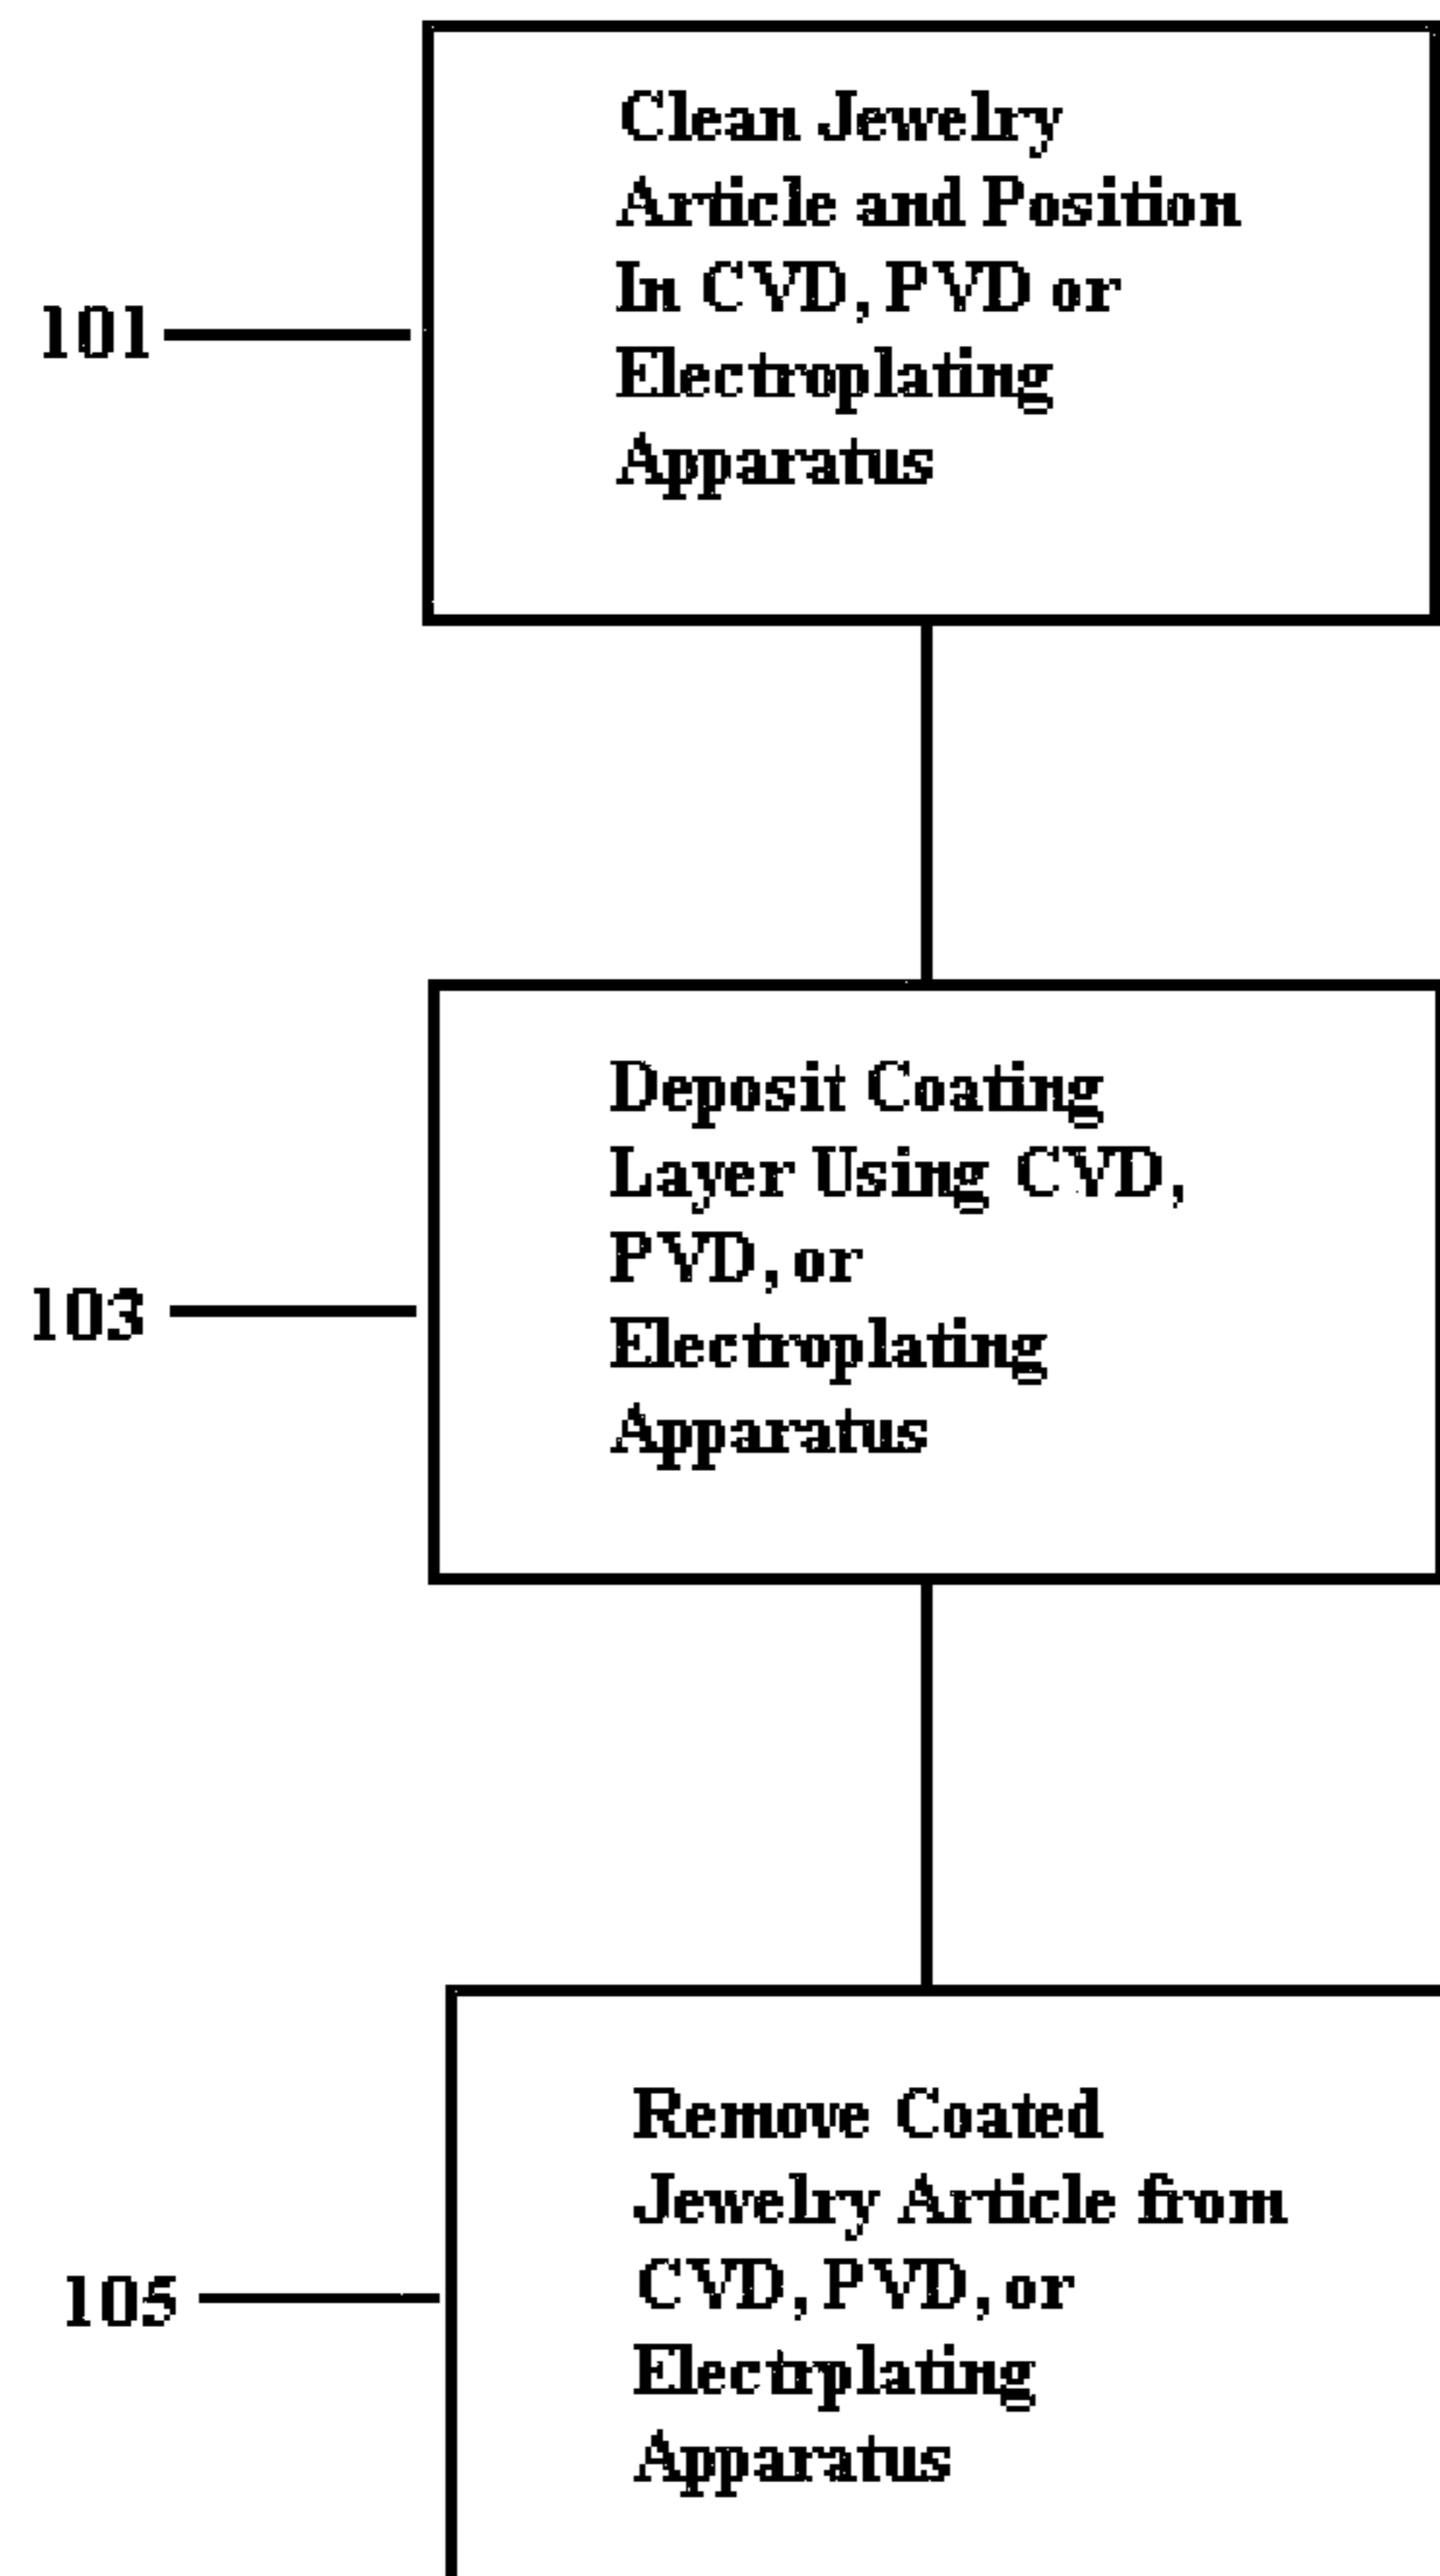 Clean Jewelry
Article and Position
In CVD, PVD or
Electroplating
Apparatus
101
Deposit Coating
Layer Using CVD,
PVD, or
Electroplating
Apparatus
103
Remove Coated
Jewelry Article from
CVD, PVD, or
Electrplating
Apparatus
105